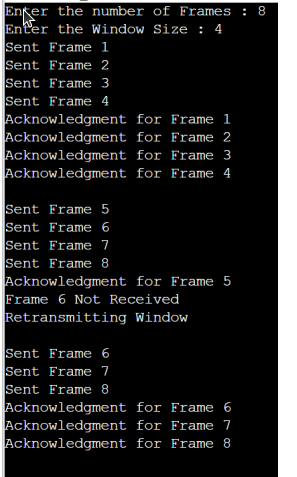 Enter the number of Frames : 8
Enter the Window Size : 4
Sent Frame 1
Sent Frame 2
Sent Frame 3
Sent Frame 4
Acknowledgment for Frame 1
Acknowledgment for Frame 2
Acknowledgment for Frame 3
Acknowledgment for Frame 4
Sent Frame 5
Sent Frame 6
Sent Frame 7
Sent Frame 8
Acknowledgment for Frame 5
Frame 6 Not Received
Retransmitting Window
Sent Frame 6
Sent Frame 7
Sent Frame 8
Acknowledgment for Frame 6
Acknowledgment for Frame 7
Acknowledgment for Frame 8